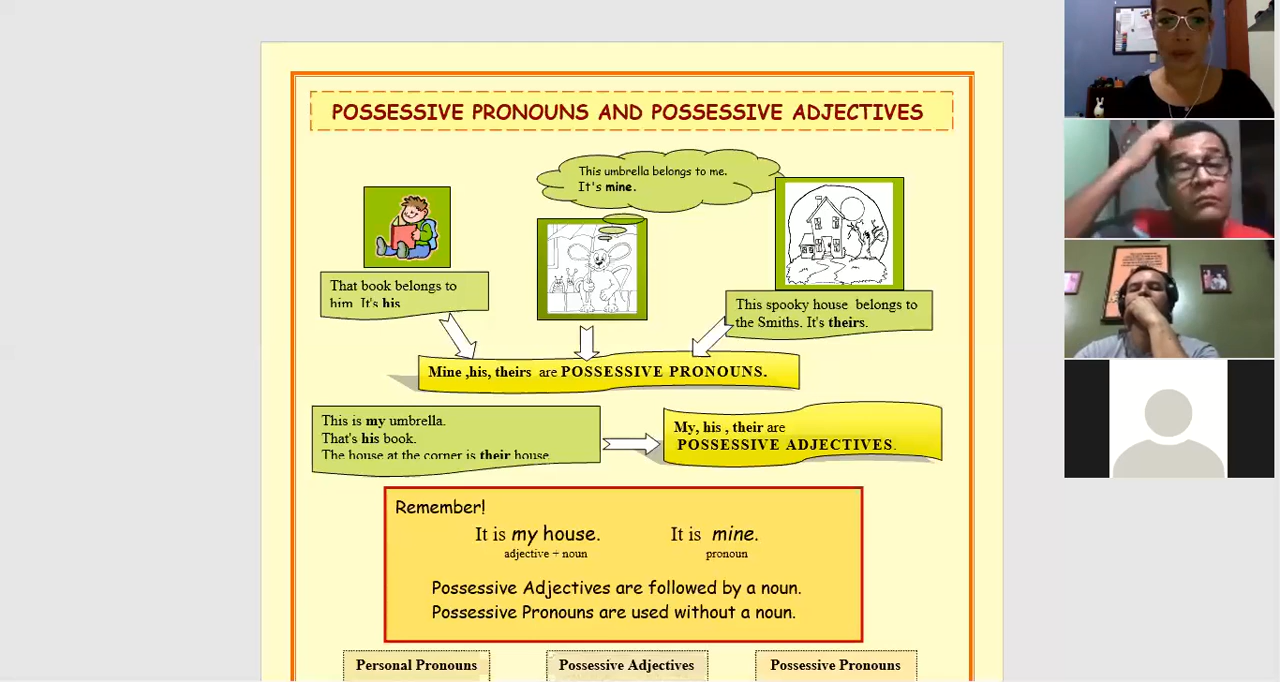 POSSESSIVE PRONOUNS AND POSSESSIVE ADJECTIVES
This umbrella belongs to me.
It's mine.
That book belongs to
him. It's his
This spooky house belongs to
the Smiths. It's theirs.
Mine ,his, theirs are POSSESSIVE PRONOUNS.
This is my umbrella.
That's his book.
The house at the corner is their house
My, his , their are
POSSESSIVE ADJECTIVES.
Remember!
It is my house. It is mine.
adjective + noun pronoun
Possessive Adjectives are followed by a noun.
Possessive Pronouns are used without a noun.
Personal Pronouns Possessive Adjectives Possessive Pronouns